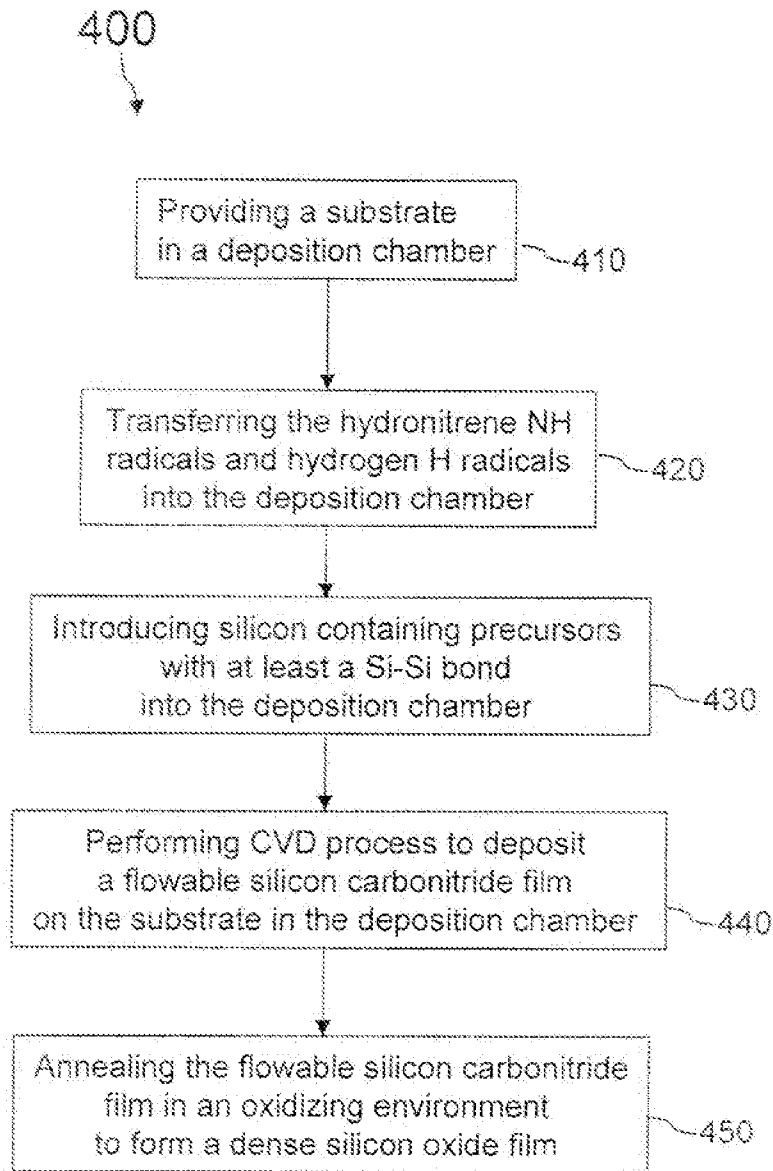 400
Providing a substrate
in a deposition chamber
410
Transferring the hydronitrene NH
radicals and hydrogen H radicals
into the deposition chamber
420
Introducing silicon containing precursors
with at least a Si-Si bond
into the deposition chamber
430
Performing CVD process to deposit
a flowable silicon carbonitride film
on the substrate in the deposition chamber
440
Annealing the flowable silicon carbonitride
film in an oxidizing environment
to form a dense silicon oxide film
450